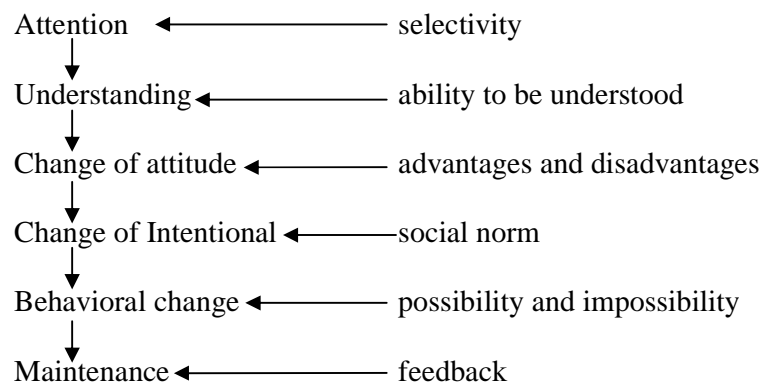 Attention selectivity
Understanding ability to be understood
Change of attitude advantages and disadvantages
Change of Intentional social norm
Behavioral change possibility and impossibility
Maintenance feedback